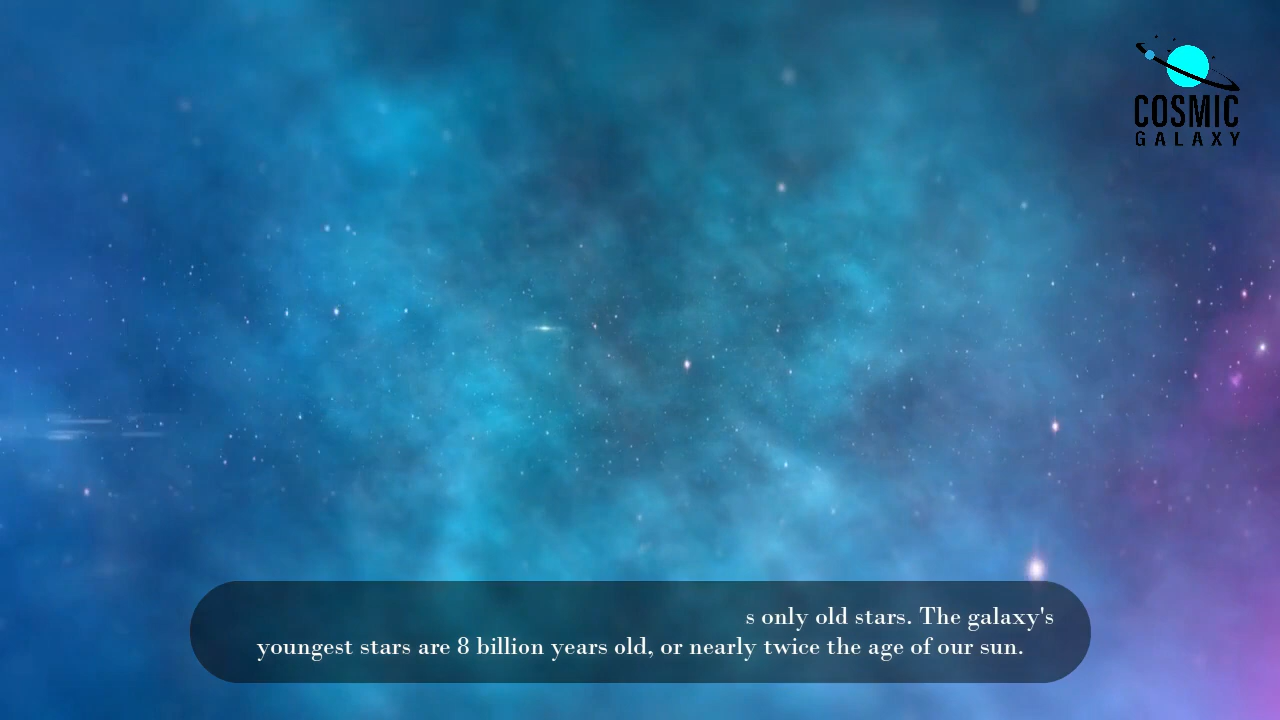 COSMIC
GALAXY
s only old stars. The galaxy's
youngest stars are 8 billion years old, or nearly twice the age of our sun.